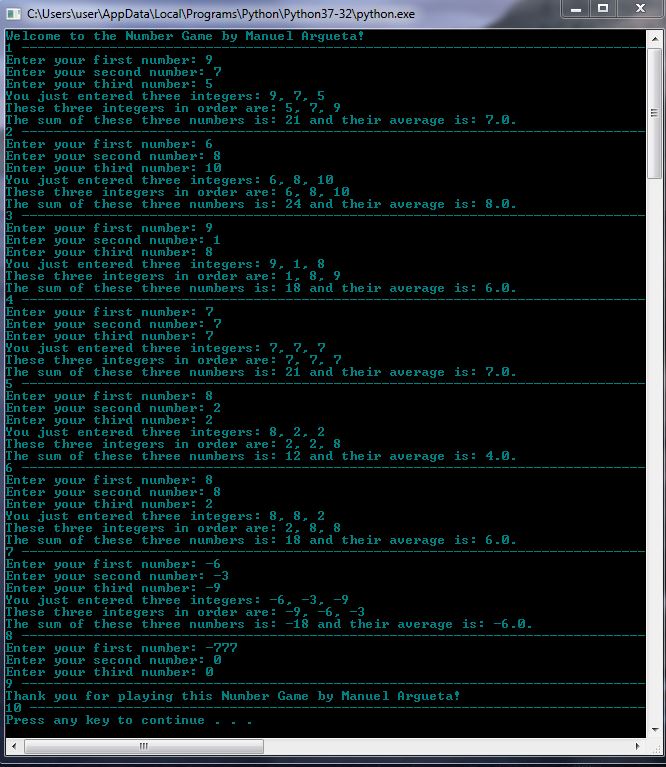 C:\Users\user\AppData\Local\Programs\Python\Python37-32\python.exe
Welcome to the Number Game by Manuel Argueta!
1 ------------------------------------------------------------------------------
Enter your first number: 9
Enter your second number: 7
Enter your third number: 5
You just entered three integers: 9, 7, 5
These three integers in order are: 5, 7, 9
The sum of these three numbers is: 21 and their average is: 7.0.
2 ------------------------------------------------------------------------------
Enter your first number: 6
Enter your second number: 8
Enter your third number: 10
You just entered three integers: 6, 8, 10
These three integers in order are: 6, 8, 10
The sum of these three numbers is: 24 and their average is: 8.0.
3 ------------------------------------------------------------------------------
Enter your first number: 9
Enter your second number: 1
Enter your third number: 8
You just entered three integers: 9, 1, 8
These three integers in order are: 1, 8, 9
The sum of these three numbers is: 18 and their average is: 6.0.
4 ------------------------------------------------------------------------------
Enter your first number: 7
Enter your second number: 7
Enter your third number: 7
You just entered three integers: 7, 7, 7
These three integers in order are: 7, 7, 7
The sum of these three numbers is: 21 and their average is: 7.0.
5 ------------------------------------------------------------------------------
Enter your first number: 8
Enter your second number: 2
Enter your third number: 2
You just entered three integers: 8, 2, 2
These three integers in order are: 2, 2, 8
The sum of these three numbers is: 12 and their average is: 4.0.
6 ------------------------------------------------------------------------------
Enter your first number: 8
Enter your second number: 8
Enter your third number: 2
You just entered three integers: 8, 8, 2
These three integers in order are: 2, 8, 8
The sum of these three numbers is: 18 and their average is: 6.0.
7 ------------------------------------------------------------------------------
Enter your first number: -6
Enter your second number: -3
Enter your third number: -9
You just entered three integers: -6, -3, -9
These three integers in order are: -9, -6, -3
The sum of these three numbers is: -18 and their average is: -6.0.
8 ------------------------------------------------------------------------------
Enter your first number: -777
Enter your second number: 0
Enter your third number: 0
9 ------------------------------------------------------------------------------
Thank you for playing this Number Game by Manuel Argueta!
10 -----------------------------------------------------------------------------
Press any key to continue . . .